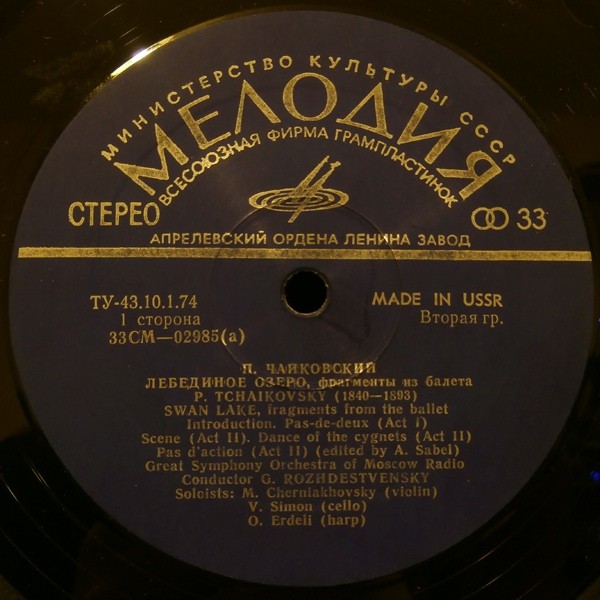 МИНИСТЕРСТВО КУЛЬТУРЫ СССР
МЕЛОДИЯ
ВСЕСОЮЗНАЯ ФИРМА ГРАМПЛАСТИНОК
СТЕРЕО
33
АПРЕЛЕВСКИЙ ОРДЕНА ЛЕНИНА ЗАВОД
ТУ-43.10.1.74
MADE IN USSR
1 сторона
Вторая гр.
33СМ—02985(а)
П. ЧАЙКОВСКИЙ
ЛЕБЕДИНОЕ ОЗЕРО, фрагменты из балета
P. TCHAIKOVSKY (1840—1893)
SWAN LAKE, fragments from the ballet
Introduction. Pas-de-deux (Act I)
Scene (Act II). Dance of the cygnets (Act II)
Pas d'action (Act II) (edited by A. Sabel)
Great Symphony Orchestra of Moscow Radio
Conductor G. ROZHDESTVENSKY
Soloists: M. Cherniakhovsky (violin)
V. Simon (cello)
O. Erdeli (harp)